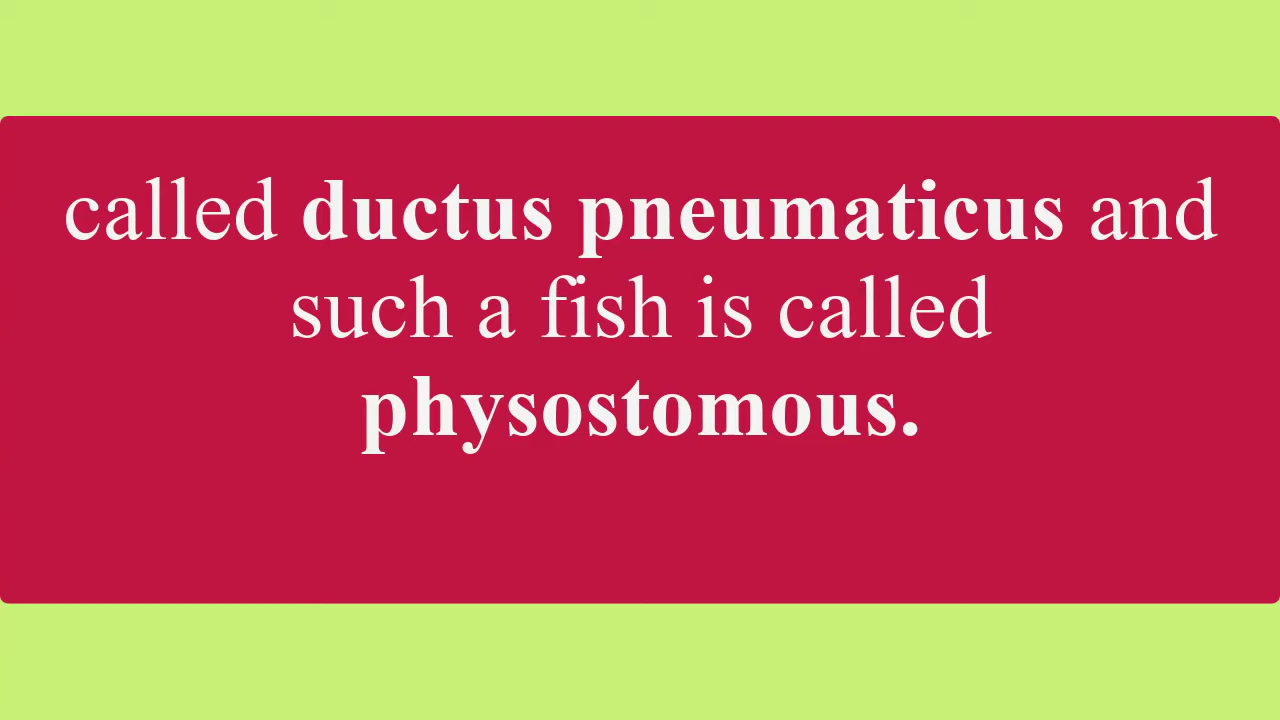 called ductus pneumaticus and
such a fish is called
physostomous.